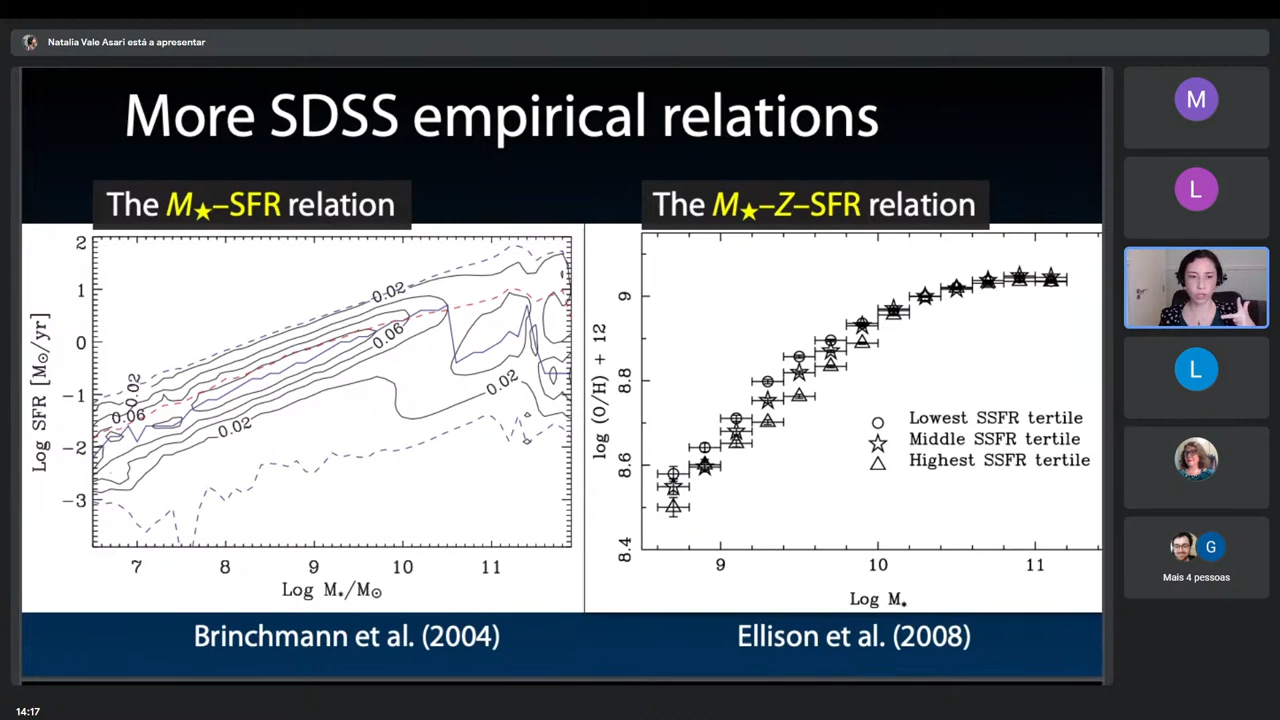 Natalia Vale Asari está a apresentar
More SDSS empirical relations
The M★–SFR relation
The M★–Z–SFR relation
2
1
0
−1
−2
−3
Log SFR [M⊙/yr]
0.02
0.06
0.02
0.02
0.02
0.06
7
8
9
10
11
Log M*/M⊙
9
8.8
8.6
8.4
log (O/H) + 12
Lowest SSFR tertile
Middle SSFR tertile
Highest SSFR tertile
9
10
11
Log M*
Brinchmann et al. (2004)
Ellison et al. (2008)
M
L
L
G
Mais 4 pessoas
14:17